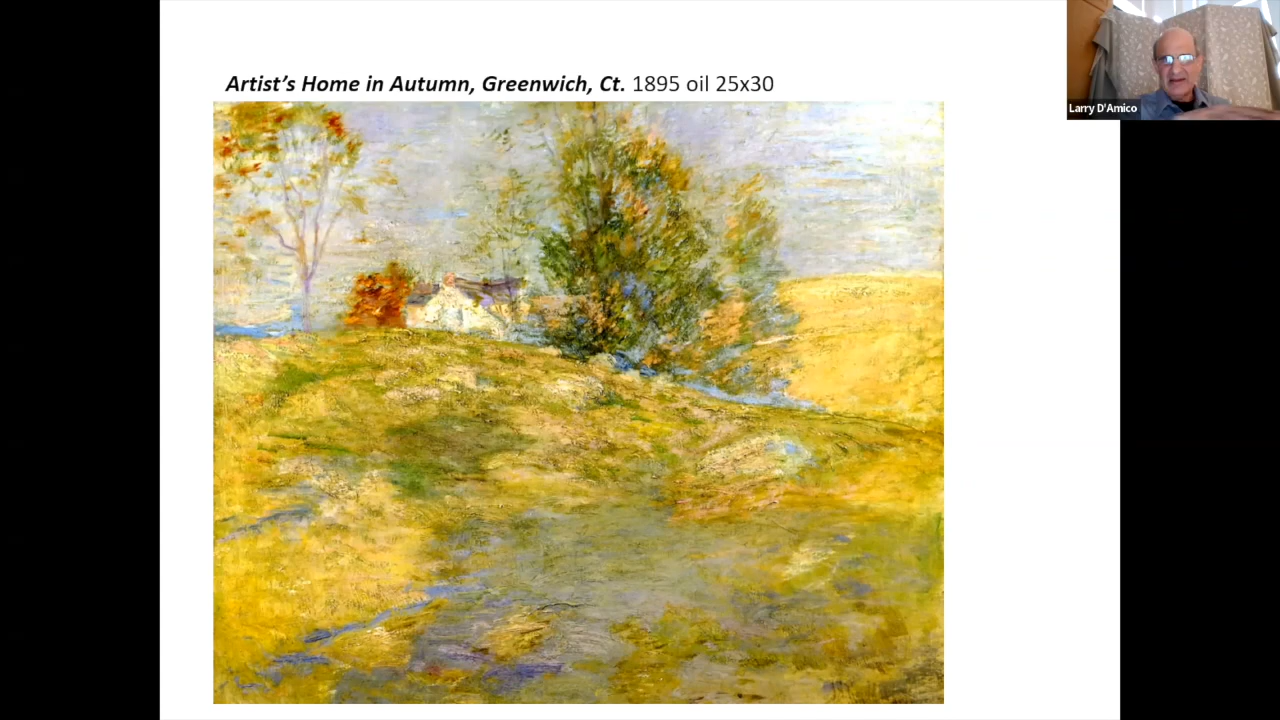 Artist’s Home in Autumn, Greenwich, Ct. 1895 oil 25x30
Larry D'Amico